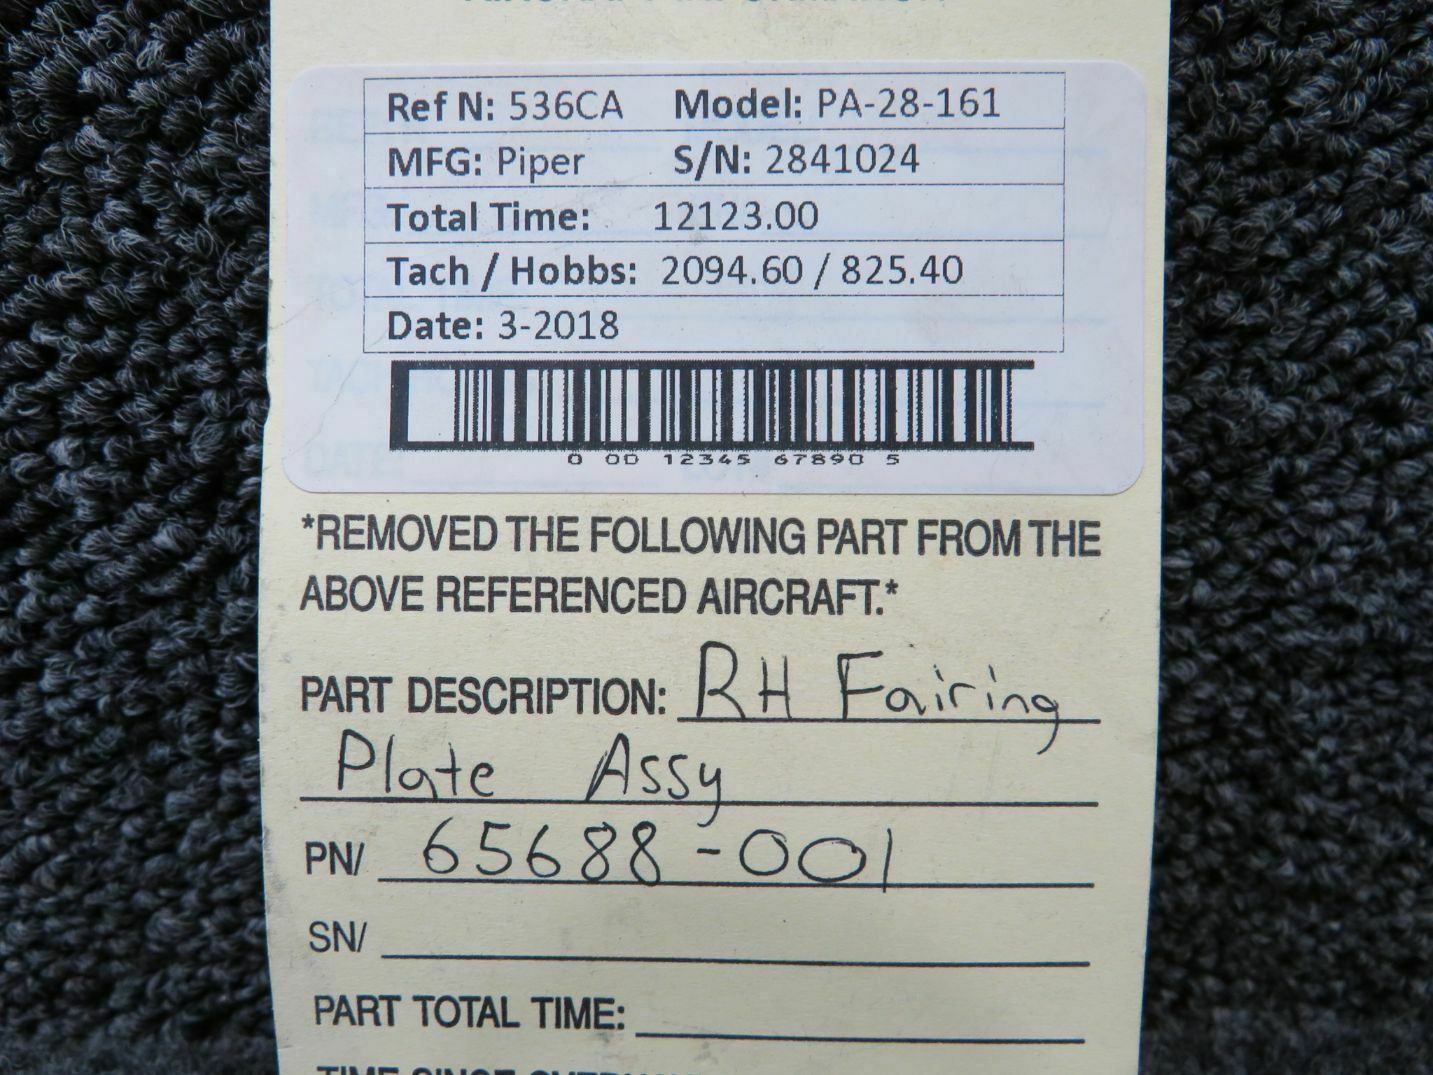 Ref N: 536CA Model: PA-28-161
MFG: Piper S/N: 2841024
Total Time: 12123.00
Tach / Hobbs: 2094.60 / 825.40
Date: 3-2018
0 00 12345 67890 5
*REMOVED THE FOLLOWING PART FROM THE
ABOVE REFERENCED AIRCRAFT.*
PART DESCRIPTION: RH Fairing
Plate Assy
PN/ 65688-001
SN/
PART TOTAL TIME: